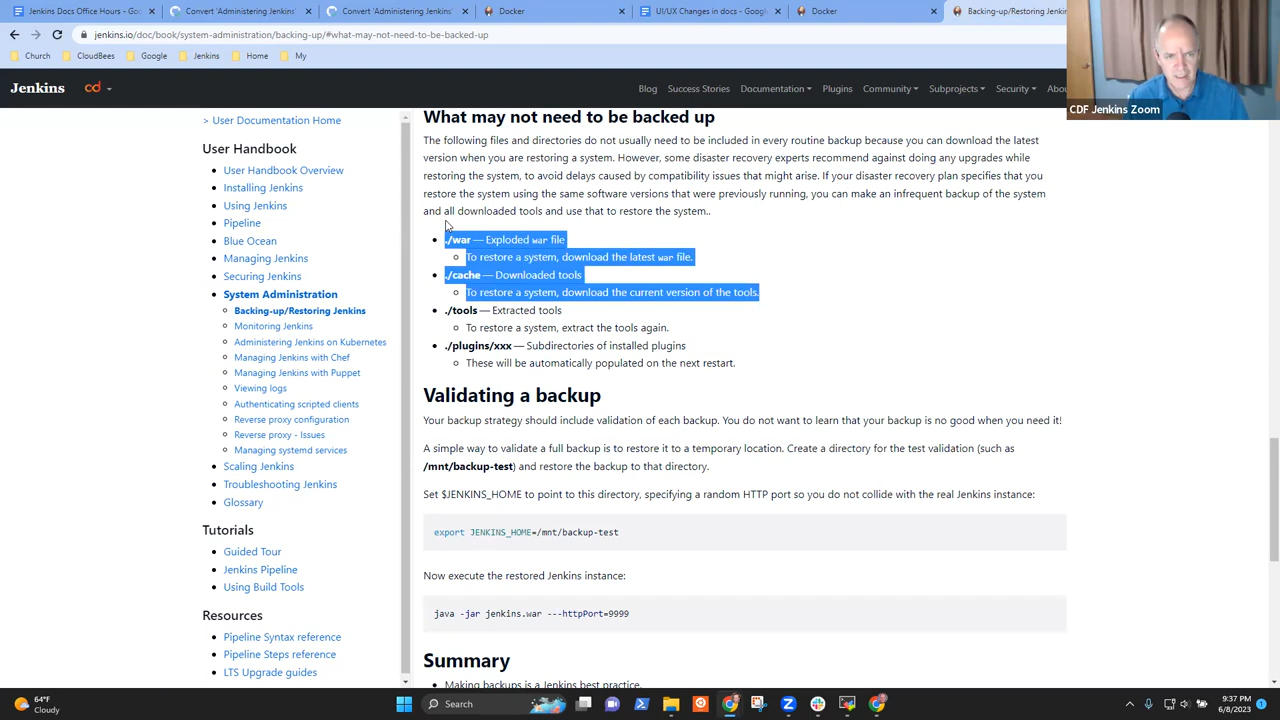 Jenkins Docs Office Hours - Goo
Convert 'Administering Jenkins'
Convert 'Administering Jenkins'
Docker
UI/UX Changes in docs - Google
Docker
Backing-up/Restoring Jenkins
jenkins.io/doc/book/system-administration/backing-up/#what-may-not-need-to-be-backed-up
Church CloudBees Google Jenkins Home My
Jenkins cd Blog Success Stories Documentation Plugins Community Subprojects Security Abou
CDF Jenkins Zoom
> User Documentation Home
User Handbook
User Handbook Overview
Installing Jenkins
Using Jenkins
Pipeline
Blue Ocean
Managing Jenkins
Securing Jenkins
System Administration
Backing-up/Restoring Jenkins
Monitoring Jenkins
Administering Jenkins on Kubernetes
Managing Jenkins with Chef
Managing Jenkins with Puppet
Viewing logs
Authenticating scripted clients
Reverse proxy configuration
Reverse proxy - Issues
Managing systemd services
Scaling Jenkins
Troubleshooting Jenkins
Glossary
Tutorials
Guided Tour
Jenkins Pipeline
Using Build Tools
Resources
Pipeline Syntax reference
Pipeline Steps reference
LTS Upgrade guides
What may not need to be backed up
The following files and directories do not usually need to be included in every routine backup because you can download the latest
version when you are restoring a system. However, some disaster recovery experts recommend against doing any upgrades while
restoring the system, to avoid delays caused by compatibility issues that might arise. If your disaster recovery plan specifies that you
restore the system using the same software versions that were previously running, you can make an infrequent backup of the system
and all downloaded tools and use that to restore the system..
./war — Exploded war file
To restore a system, download the latest war file.
./cache — Downloaded tools
To restore a system, download the current version of the tools.
./tools — Extracted tools
To restore a system, extract the tools again.
./plugins/xxx — Subdirectories of installed plugins
These will be automatically populated on the next restart.
Validating a backup
Your backup strategy should include validation of each backup. You do not want to learn that your backup is no good when you need it!
A simple way to validate a full backup is to restore it to a temporary location. Create a directory for the test validation (such as
/mnt/backup-test) and restore the backup to that directory.
Set $JENKINS_HOME to point to this directory, specifying a random HTTP port so you do not collide with the real Jenkins instance:
export JENKINS_HOME=/mnt/backup-test
Now execute the restored Jenkins instance:
java -jar jenkins.war ---httpPort=9999
Summary
Making backups is a Jenkins best practice.
64°F
Cloudy
Search
9:37 PM
6/8/2023